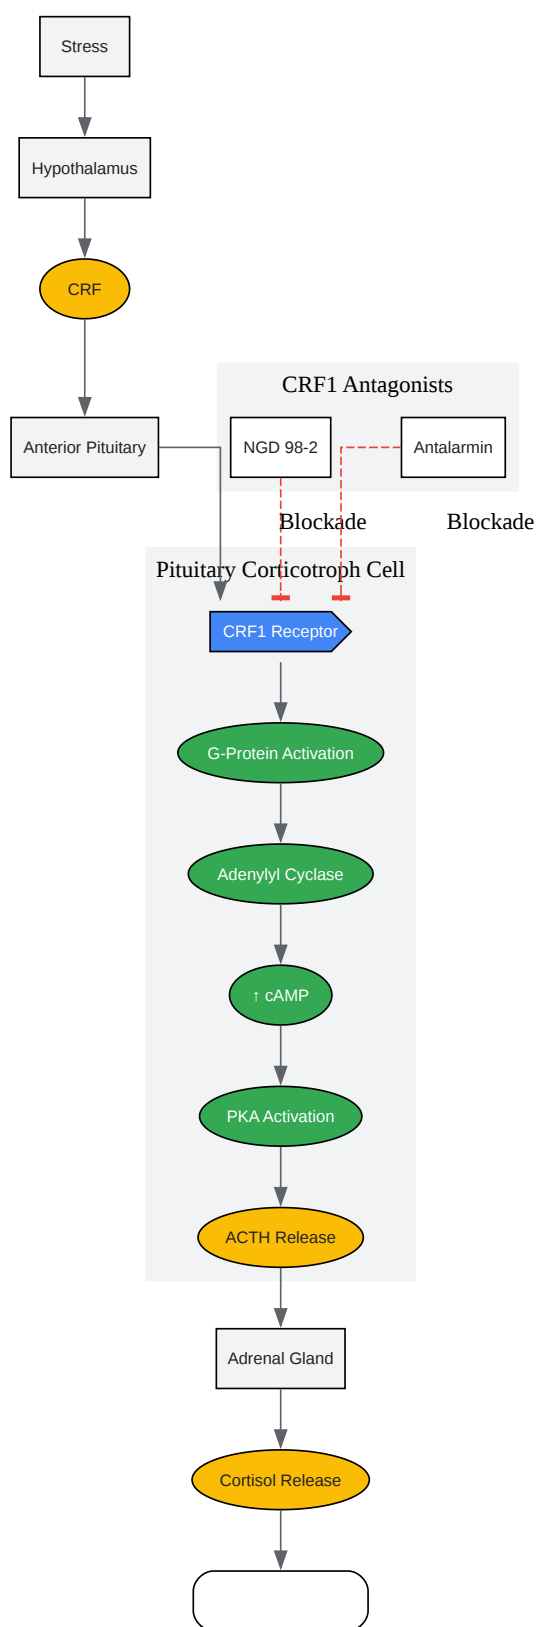 Stress
Hypothalamus
CRF
CRF1 Antagonists
Anterior Pituitary
NGD 98-2
Antalarmin
Blockade
Blockade
Pituitary Corticotroph Cell
CRF1 Receptor
G-Protein Activation
Adenylyl Cyclase
↑ cAMP
PKA Activation
ACTH Release
Adrenal Gland
Cortisol Release